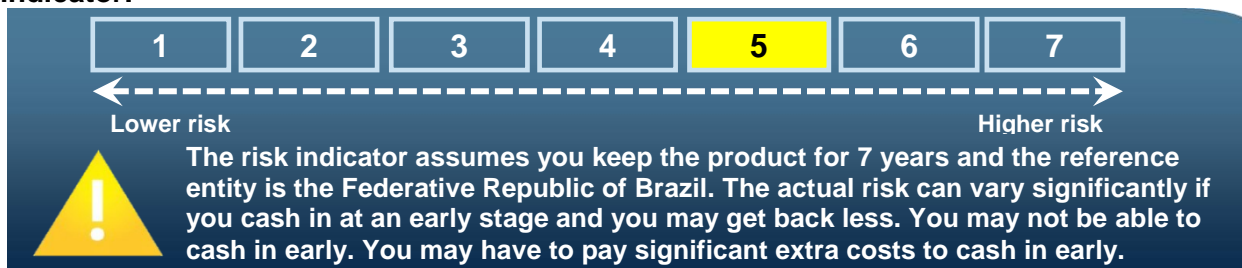 1 2 3 4 5 6 7
Lower risk Higher risk
The risk indicator assumes you keep the product for 7 years and the reference
entity is the Federative Republic of Brazil. The actual risk can vary significantly if
you cash in at an early stage and you may get back less. You may not be able to
cash in early. You may have to pay significant extra costs to cash in early.